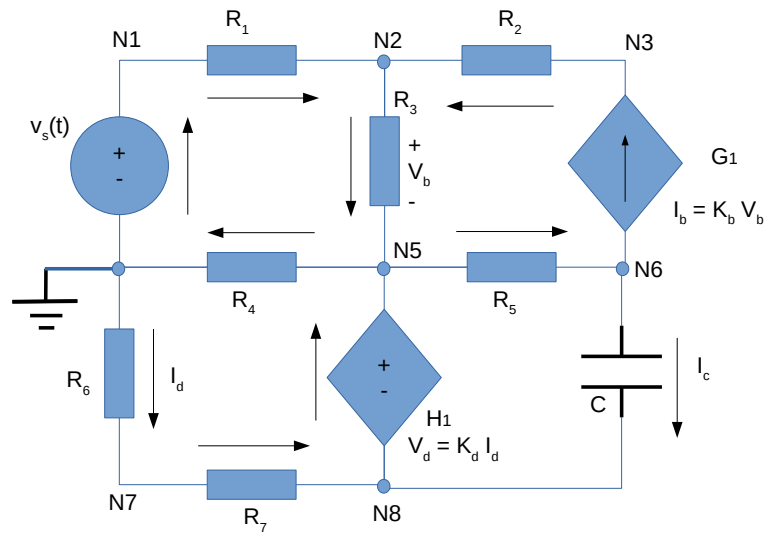 N1
R1
N2
R2
N3
vs(t)
+
-
R3
+
Vb
-
G1
Ib = Kb Vb
R4
N5
R5
N6
R6
Id
+
-
H1
Vd = Kd Id
C
Ic
N7
R7
N8